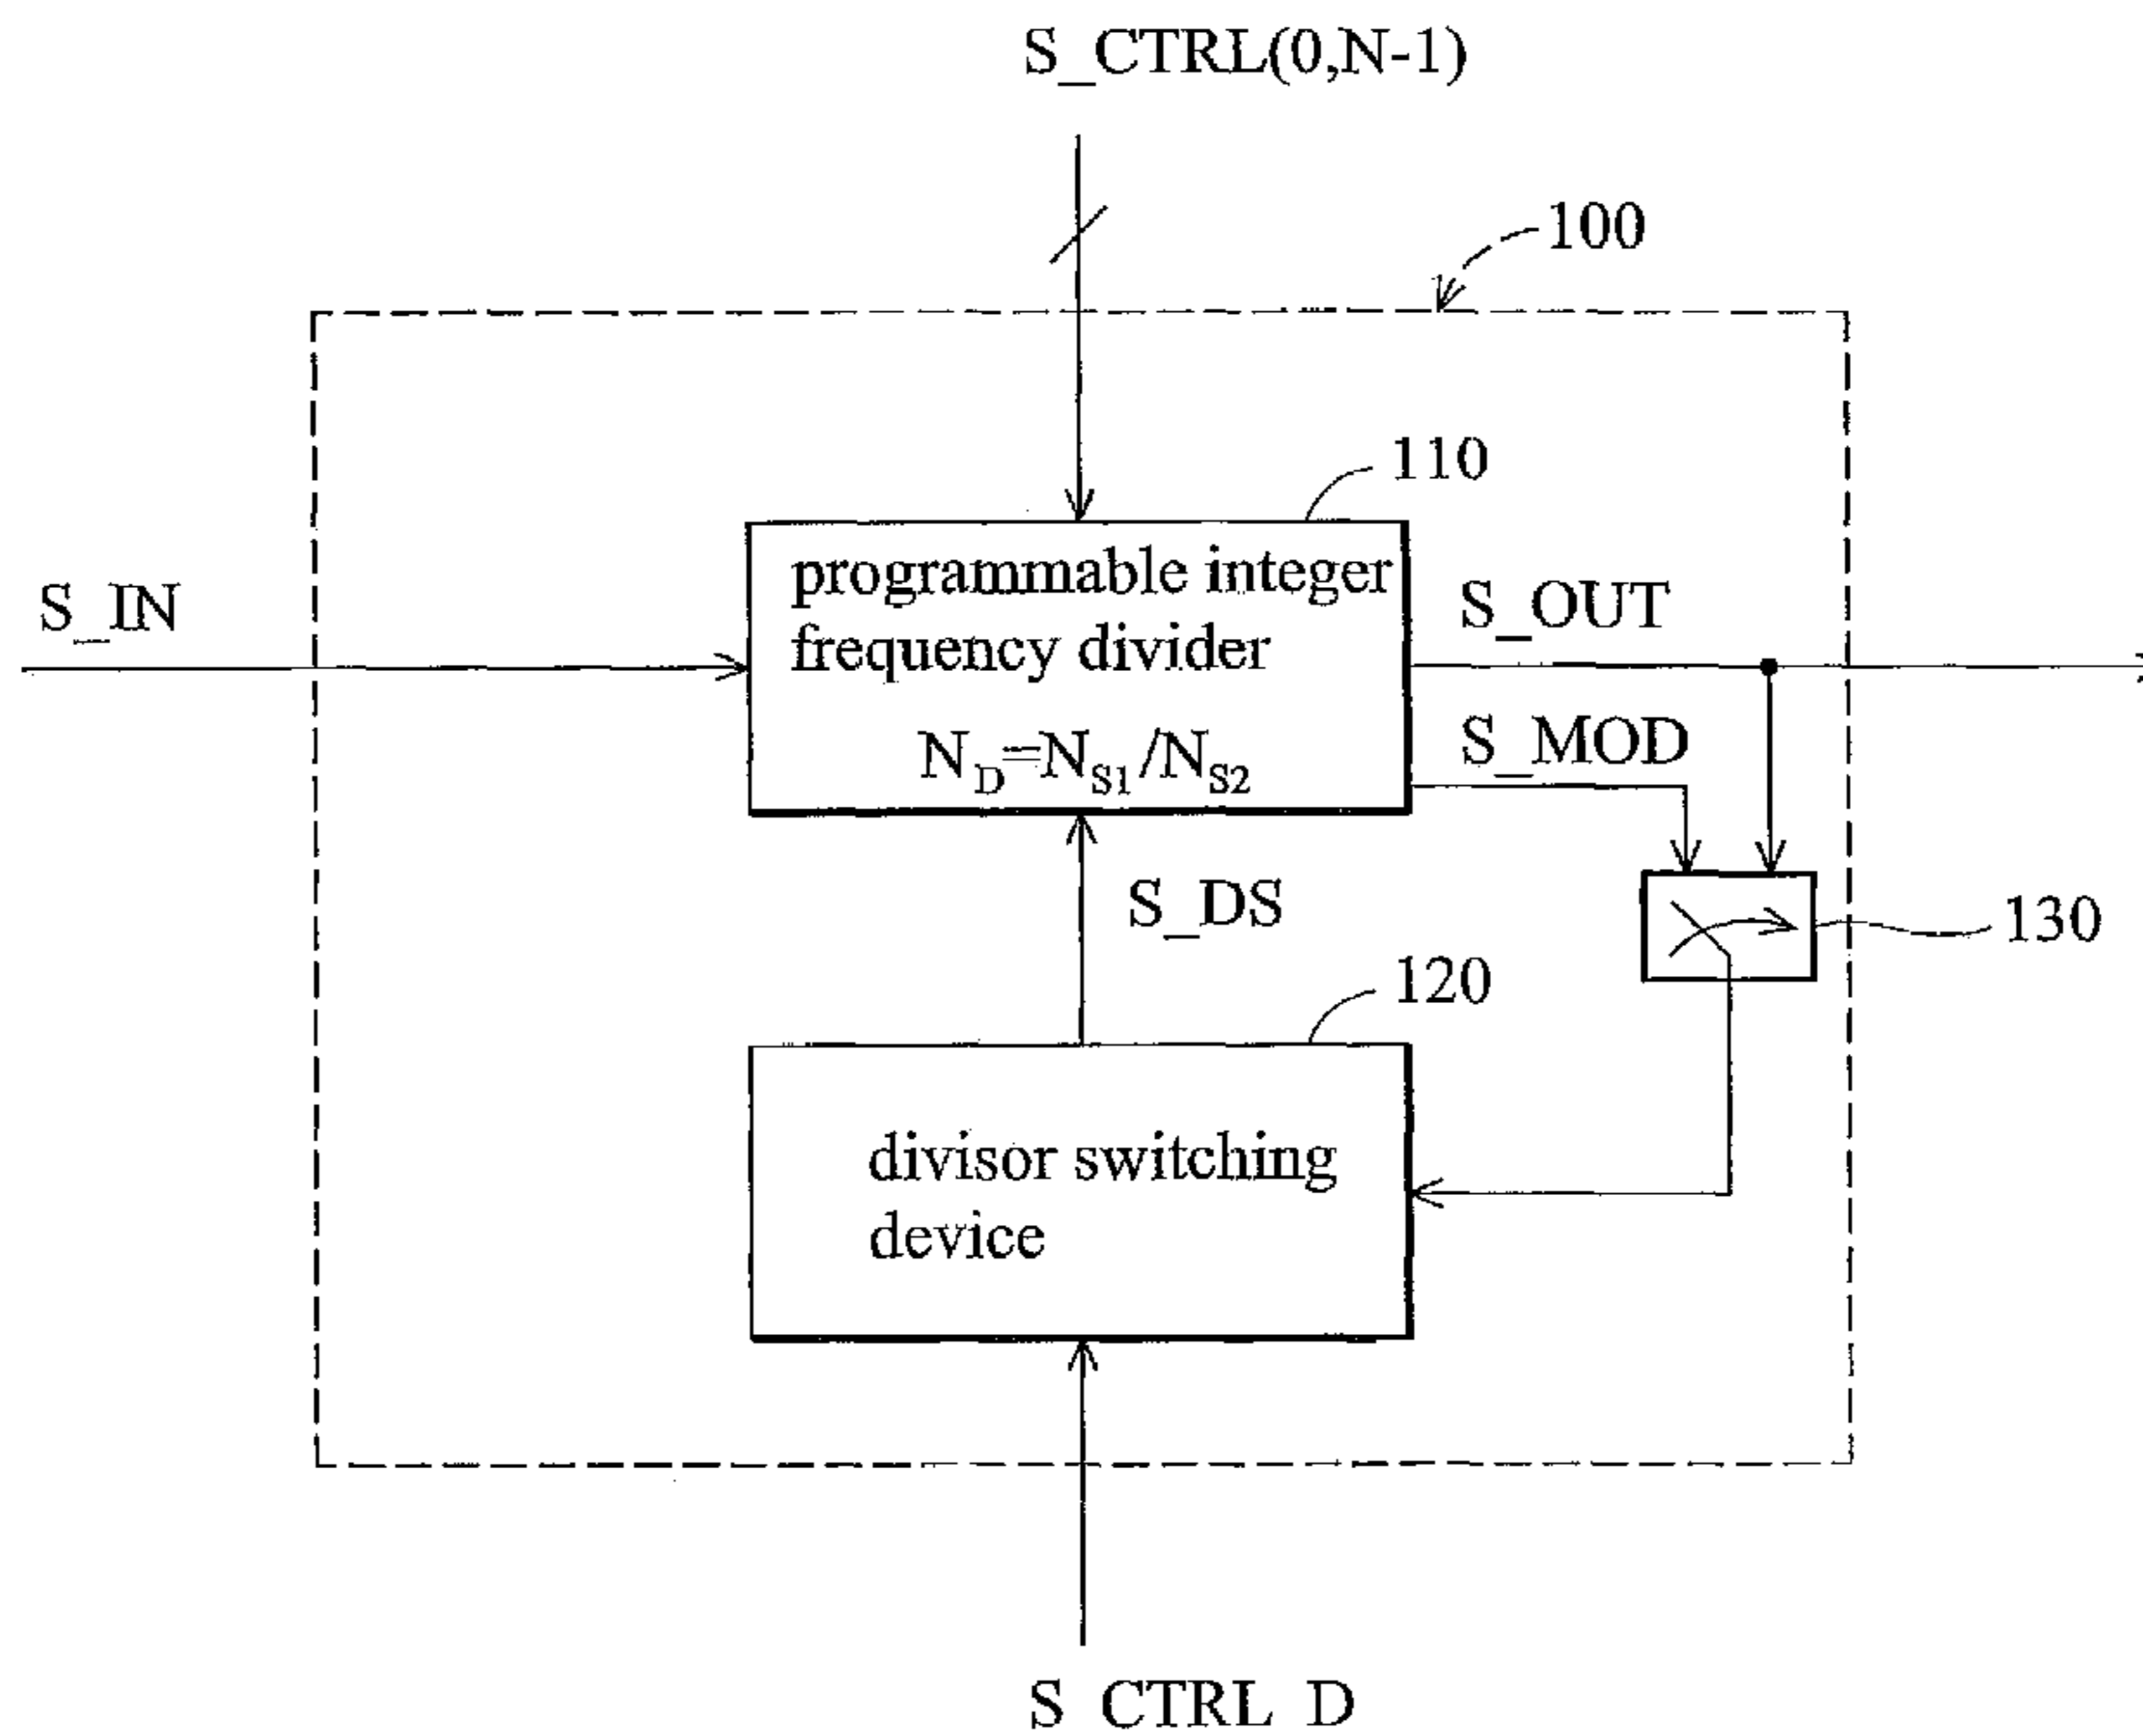 S_CTRL(0,N-1)
100
110
programmable integer
frequency divider
N_D=N_S1/N_S2
S_IN
S_OUT
S_MOD
S_DS
130
120
divisor switching
device
S_CTRL_D